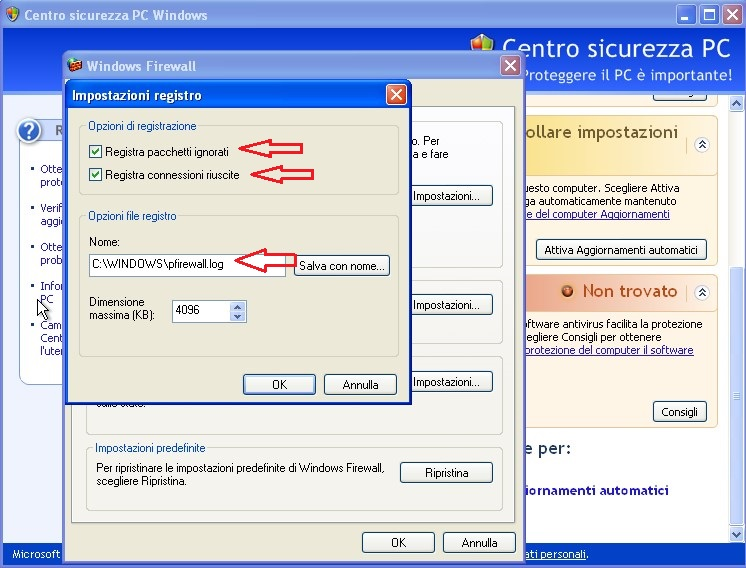 Centro sicurezza PC Windows
Centro sicurezza PC
Proteggere il PC è importante!
Windows Firewall
Impostazioni registro
Opzioni di registrazione
Registra pacchetti ignorati
Registra connessioni riuscite
Opzioni file registro
Nome:
C:\WINDOWS\pfirewall.log
Salva con nome...
Dimensione
massima (KB):
4096
OK
Annulla
. Per
a e fare
Impostazioni...
Impostazioni...
Impostazioni...
Impostazioni predefinite
Per ripristinare le impostazioni predefinite di Windows Firewall,
scegliere Ripristina.
Ripristina
OK
Annulla
R
Otte
prote
Verif
aggi
Otte
prob
Infor
PC
Cam
Cent
l'ute
ollare impostazioni
uesto computer. Scegliere Attiva
ga automaticamente mantenuto
e del computer Aggiornamenti
Attiva Aggiornamenti automatici
Non trovato
oftware antivirus facilita la protezione
egliere Consigli per ottenere
protezione del computer il software
Consigli
e per:
iornamenti automatici
Microsoft
ati personali.